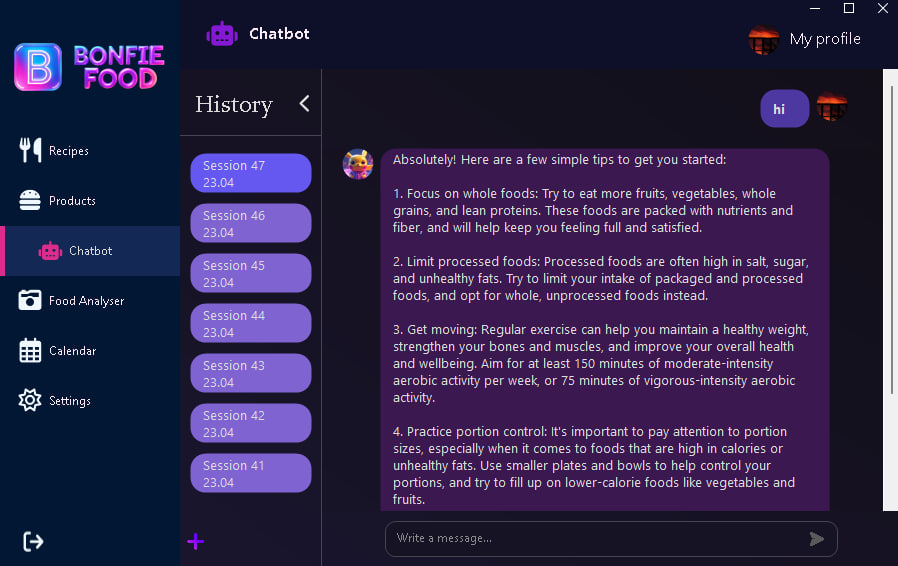 BONFIE
FOOD
Recipes
Products
Chatbot
Food Analyser
Calendar
Settings
Chatbot
My profile
History
Session 47
23.04
Session 46
23.04
Session 45
23.04
Session 44
23.04
Session 43
23.04
Session 42
23.04
Session 41
23.04
hi
Absolutely! Here are a few simple tips to get you started:
1. Focus on whole foods: Try to eat more fruits, vegetables, whole
grains, and lean proteins. These foods are packed with nutrients and
fiber, and will help keep you feeling full and satisfied.
2. Limit processed foods: Processed foods are often high in salt, sugar,
and unhealthy fats. Try to limit your intake of packaged and processed
foods, and opt for whole, unprocessed foods instead.
3. Get moving: Regular exercise can help you maintain a healthy weight,
strengthen your bones and muscles, and improve your overall health
and wellbeing. Aim for at least 150 minutes of moderate-intensity
aerobic activity per week, or 75 minutes of vigorous-intensity aerobic
activity.
4. Practice portion control: It's important to pay attention to portion
sizes, especially when it comes to foods that are high in calories or
unhealthy fats. Use smaller plates and bowls to help control your
portions, and try to fill up on lower-calorie foods like vegetables and
fruits.
Write a message...